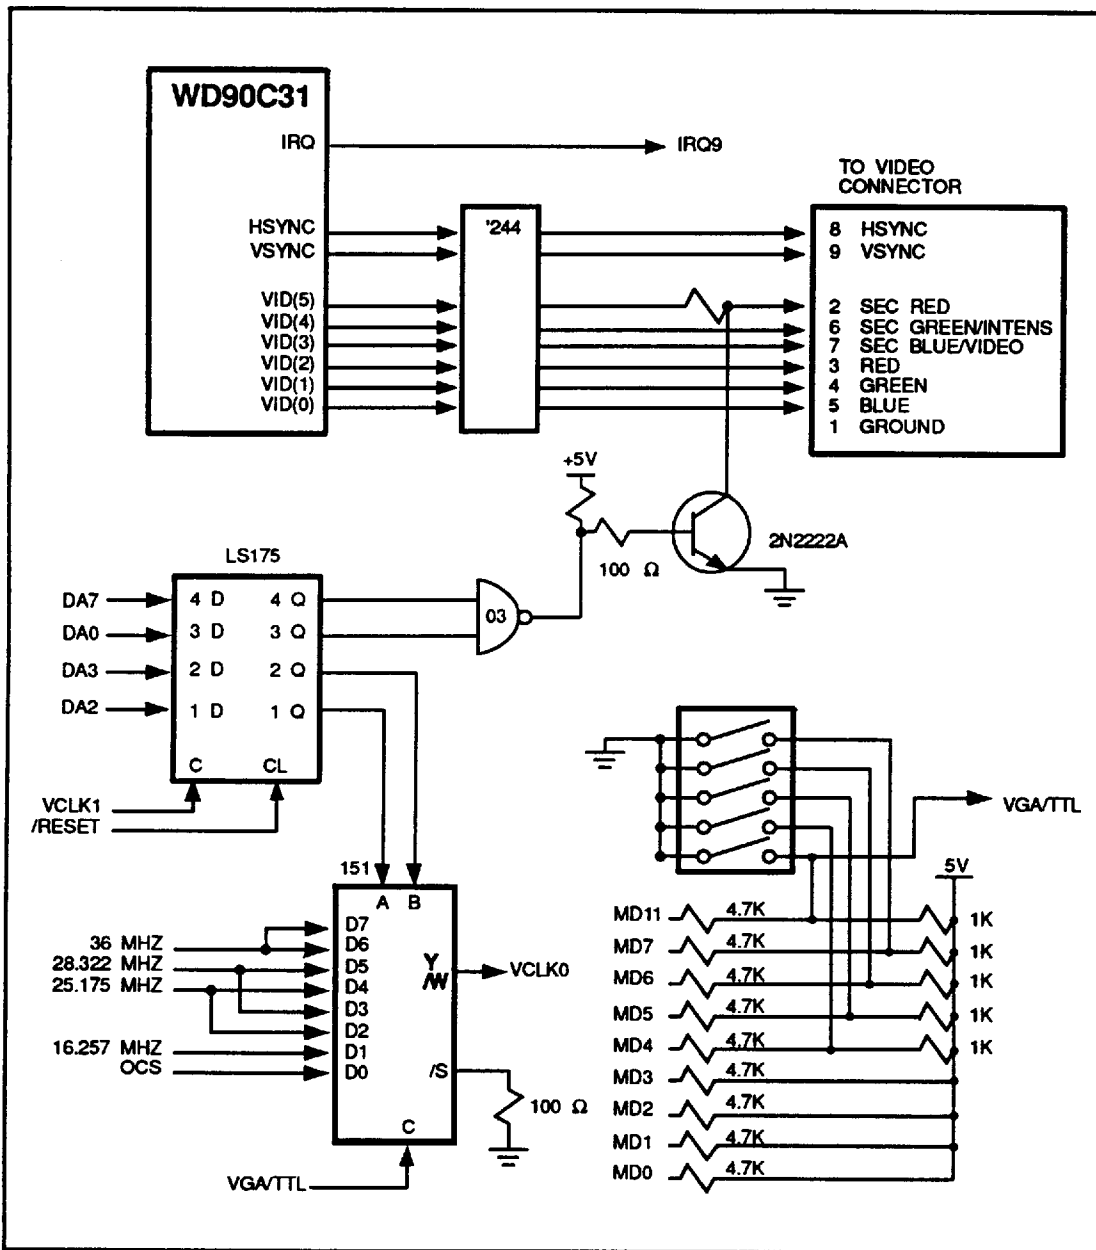 WD90C31
IRQ
IRQ9
TO VIDEO
CONNECTOR
HSYNC
VSYNC
VID(5)
VID(4)
VID(3)
VID(2)
VID(1)
VID(0)
'244
8 HSYNC
9 VSYNC
2 SEC RED
6 SEC GREEN/INTENS
7 SEC BLUE/VIDEO
3 RED
4 GREEN
5 BLUE
1 GROUND
+5V
100 Ω
2N2222A
LS175
DA7
DA0
DA3
DA2
4 D 4 Q
3 D 3 Q
2 D 2 Q
1 D 1 Q
C CL
03
VCLK1
/RESET
151
A B
36 MHZ
28.322 MHZ
25.175 MHZ
16.257 MHZ
OCS
D7
D6
D5
D4
D3
D2
D1
D0
Y
/W
VCLK0
/S
100 Ω
C
VGA/TTL
VGA/TTL
5V
MD11 4.7K 1K
MD7 4.7K 1K
MD6 4.7K 1K
MD5 4.7K 1K
MD4 4.7K 1K
MD3 4.7K
MD2 4.7K
MD1 4.7K
MD0 4.7K